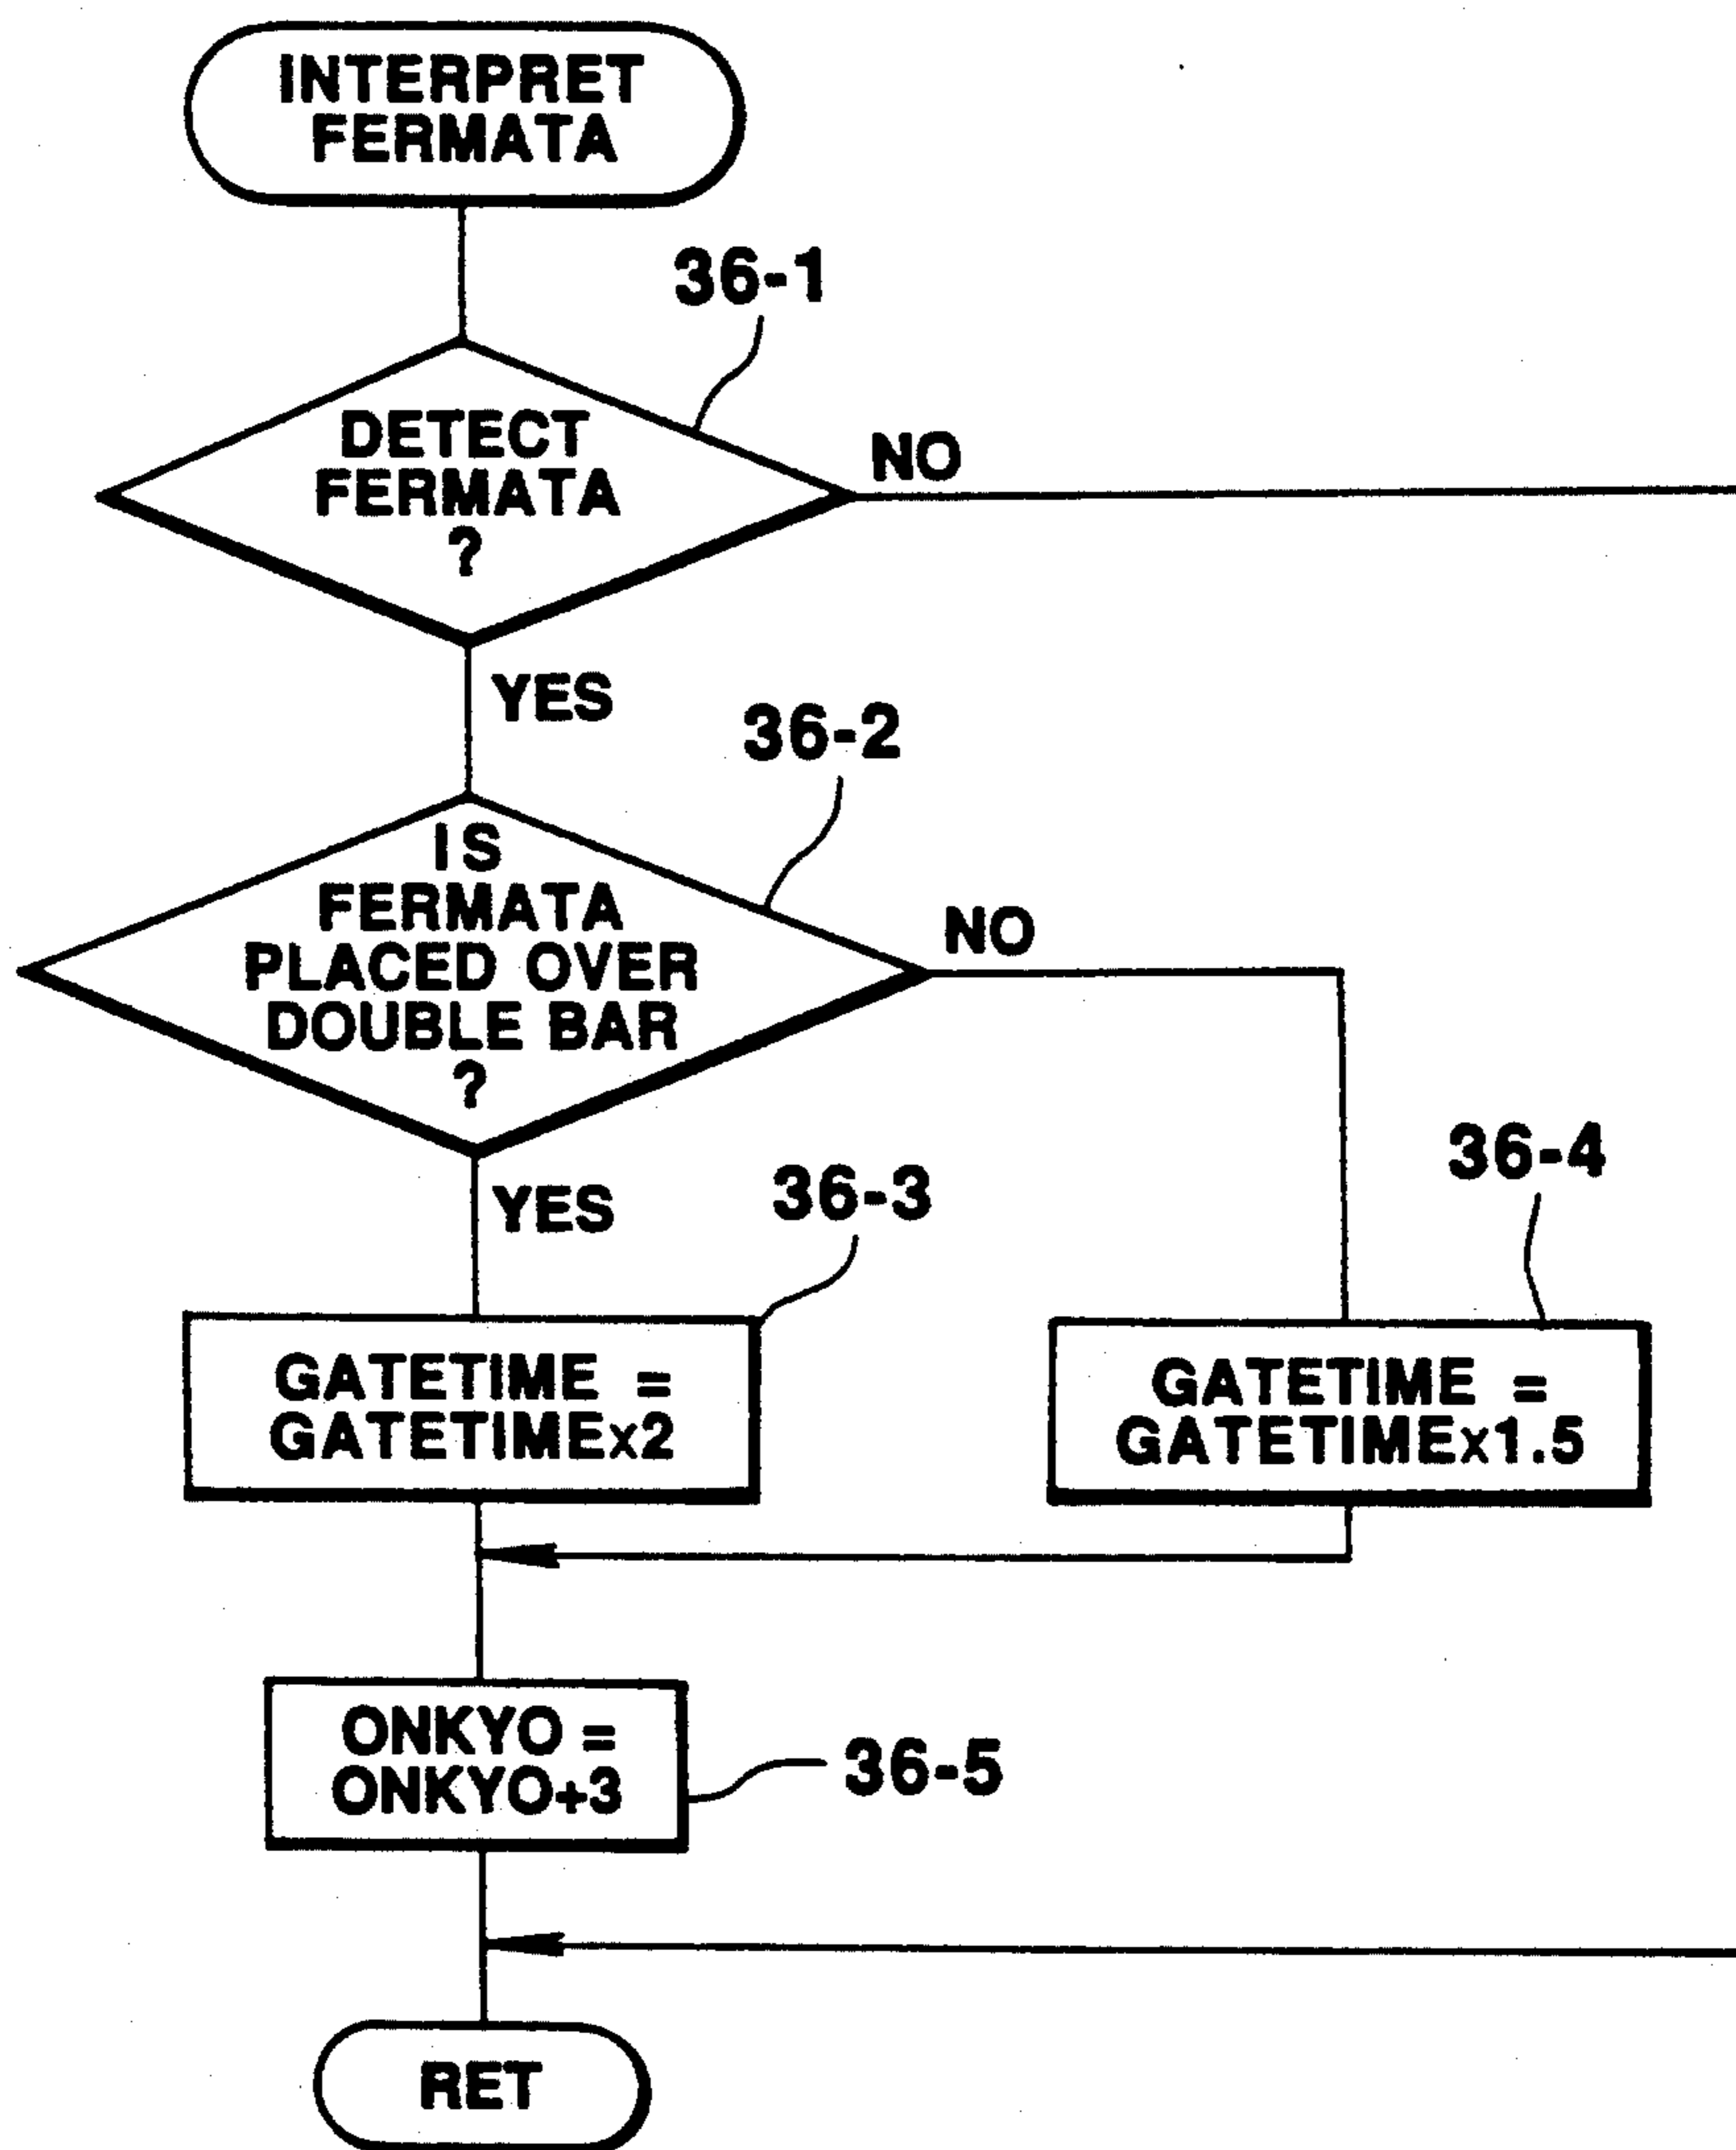 INTERPRET
FERMATA
36-1
DETECT
FERMATA
?
NO
YES
36-2
IS
FERMATA
PLACED OVER
DOUBLE BAR
?
NO
YES
36-3
36-4
GATETIME =
GATETIMEx2
GATETIME =
GATETIMEx1.5
ONKYO =
ONKYO+3
36-5
RET